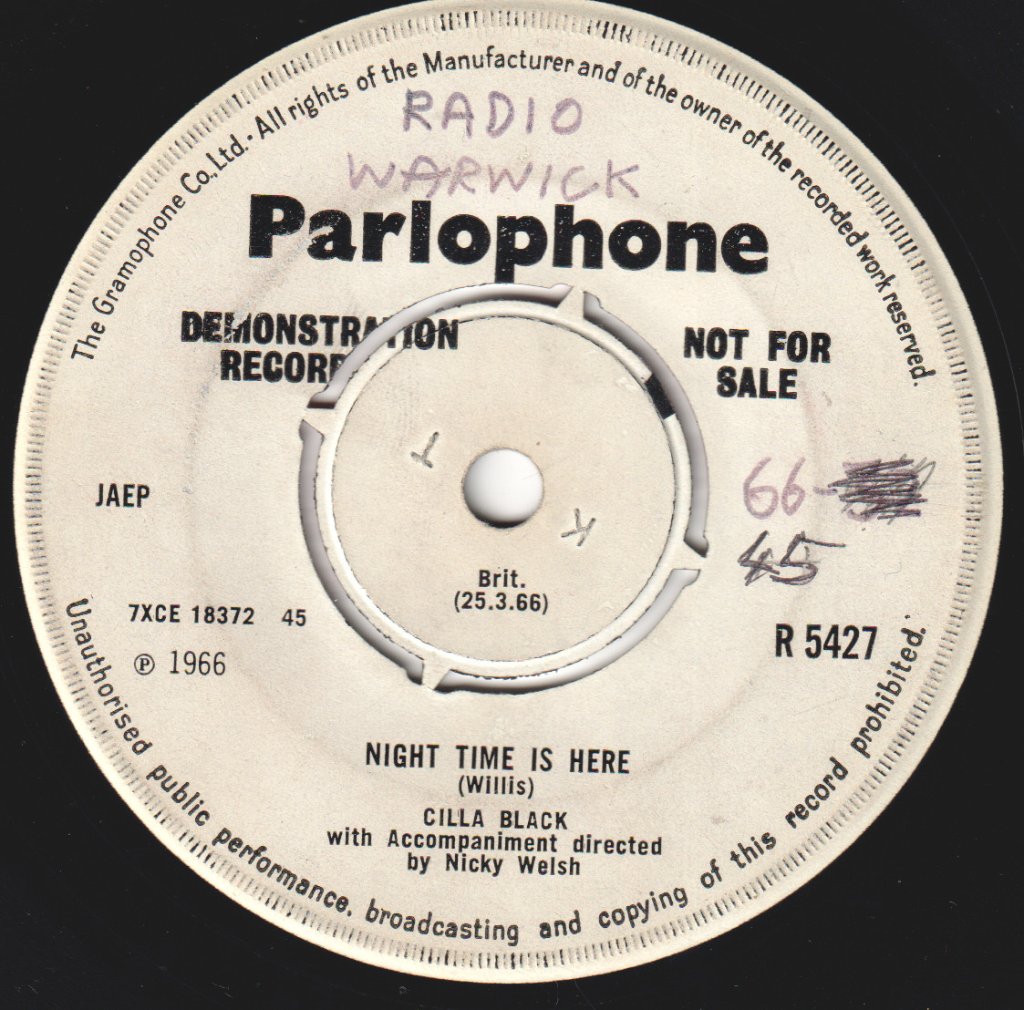 The Gramophone Co, Ltd. · All rights of the Manufacturer and of the owner of the recorded work reserved.
RADIO
WARWICK
Parlophone
DEMONSTRATION
RECORD
NOT FOR
SALE
T
JAEP
66-
K
45
Brit.
(25.3.66)
7XCE 18372 45
℗ 1966
R 5427
NIGHT TIME IS HERE
(Willis)
CILLA BLACK
with Accompaniment directed
by Nicky Welsh
Unauthorised public performance, broadcasting and copying of this record prohibited.